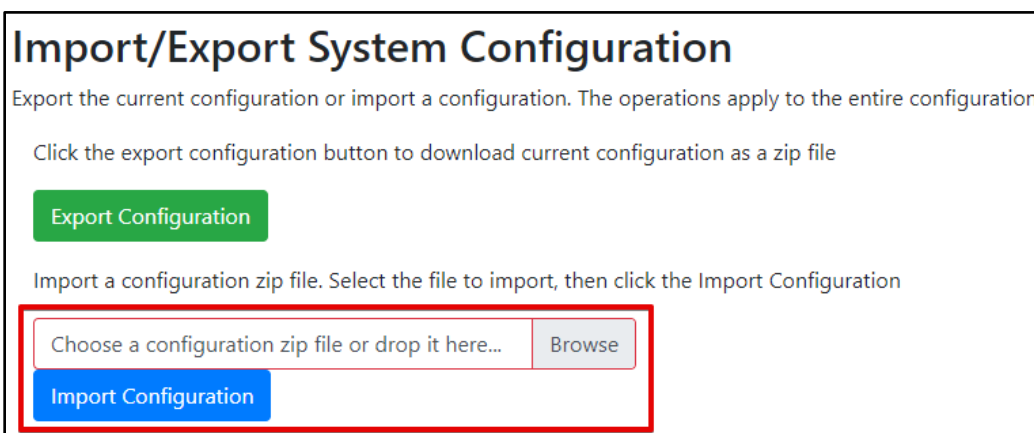 Import/Export System Configuration
Export the current configuration or import a configuration. The operations apply to the entire configuration
Click the export configuration button to download current configuration as a zip file
Export Configuration
Import a configuration zip file. Select the file to import, then click the Import Configuration
Choose a configuration zip file or drop it here... Browse
Import Configuration